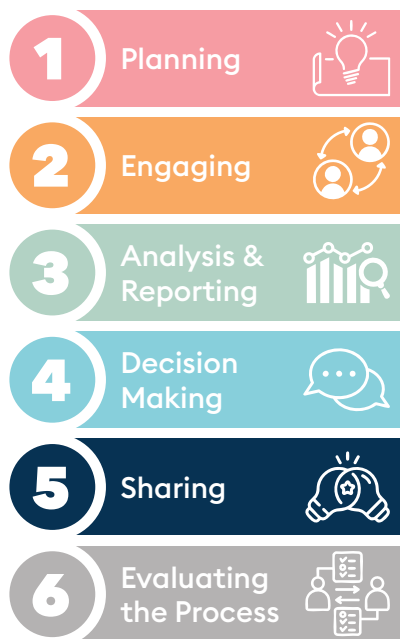 1 Planning
2 Engaging
3 Analysis &
Reporting
4 Decision
Making
5 Sharing
6 Evaluating
the Process